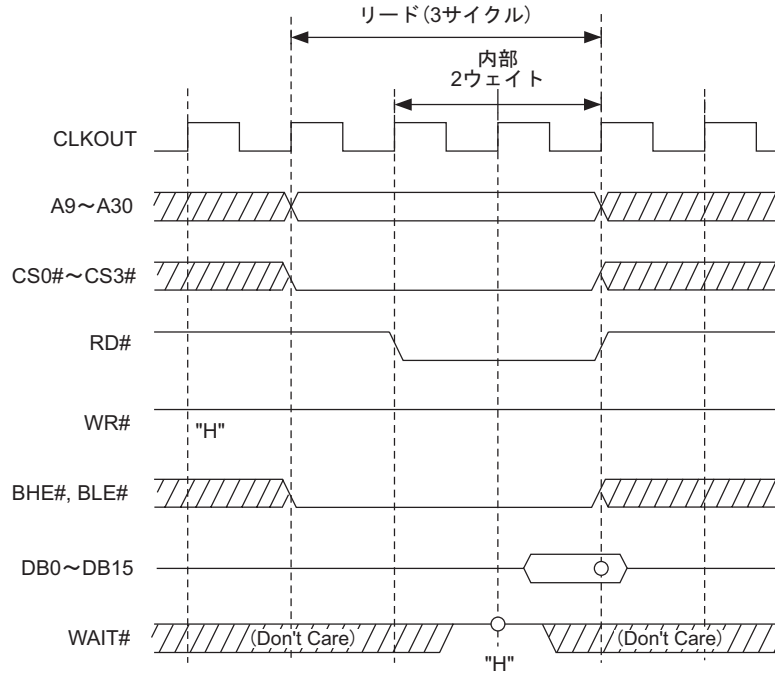 リード(3サイクル)
内部
2ウェイト
CLKOUT
A9～A30
CS0#～CS3#
RD#
WR#
"H"
BHE#, BLE#
DB0～DB15
WAIT#
(Don't Care)
(Don't Care)
"H"